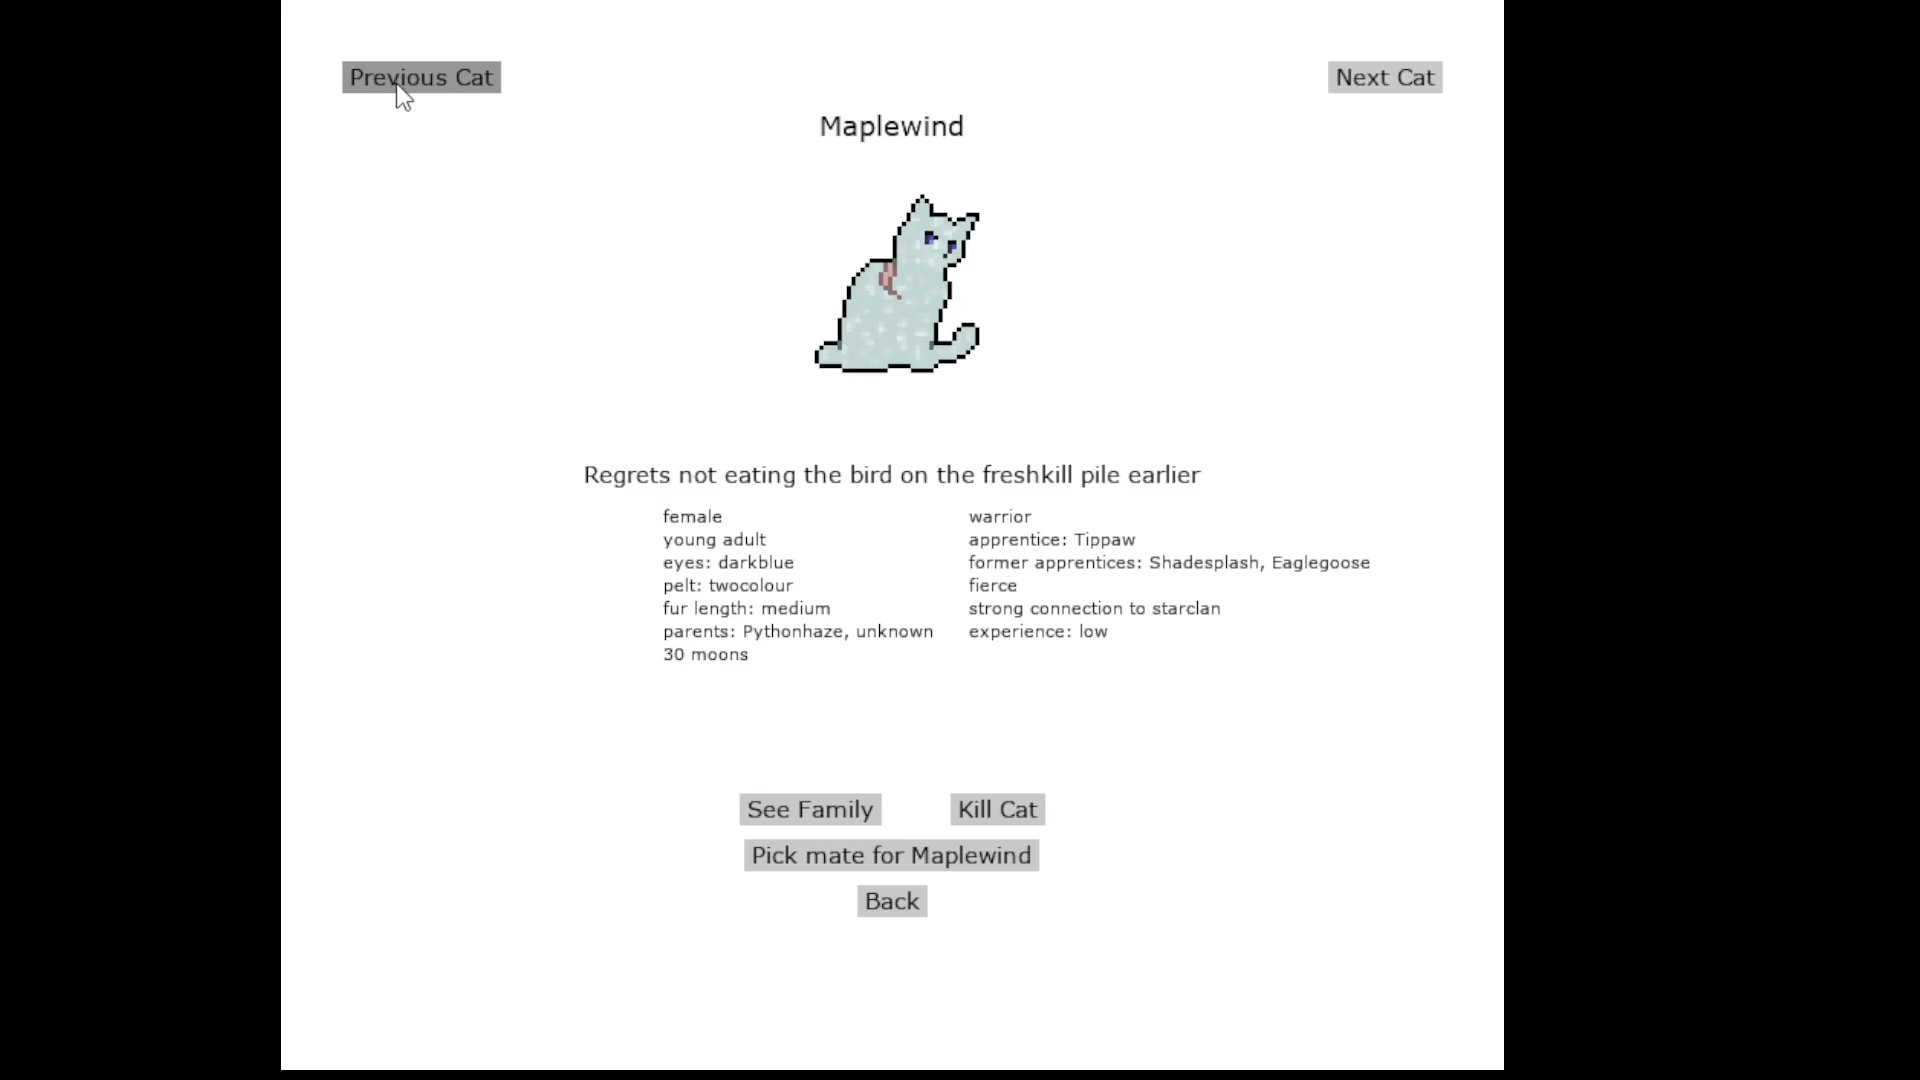 Previous Cat
Next Cat
Maplewind
Regrets not eating the bird on the freshkill pile earlier
female
young adult
eyes: darkblue
pelt: twocolour
fur length: medium
parents: Pythonhaze, unknown
30 moons
warrior
apprentice: Tippaw
former apprentices: Shadesplash, Eaglegoose
fierce
strong connection to starclan
experience: low
See Family
Kill Cat
Pick mate for Maplewind
Back